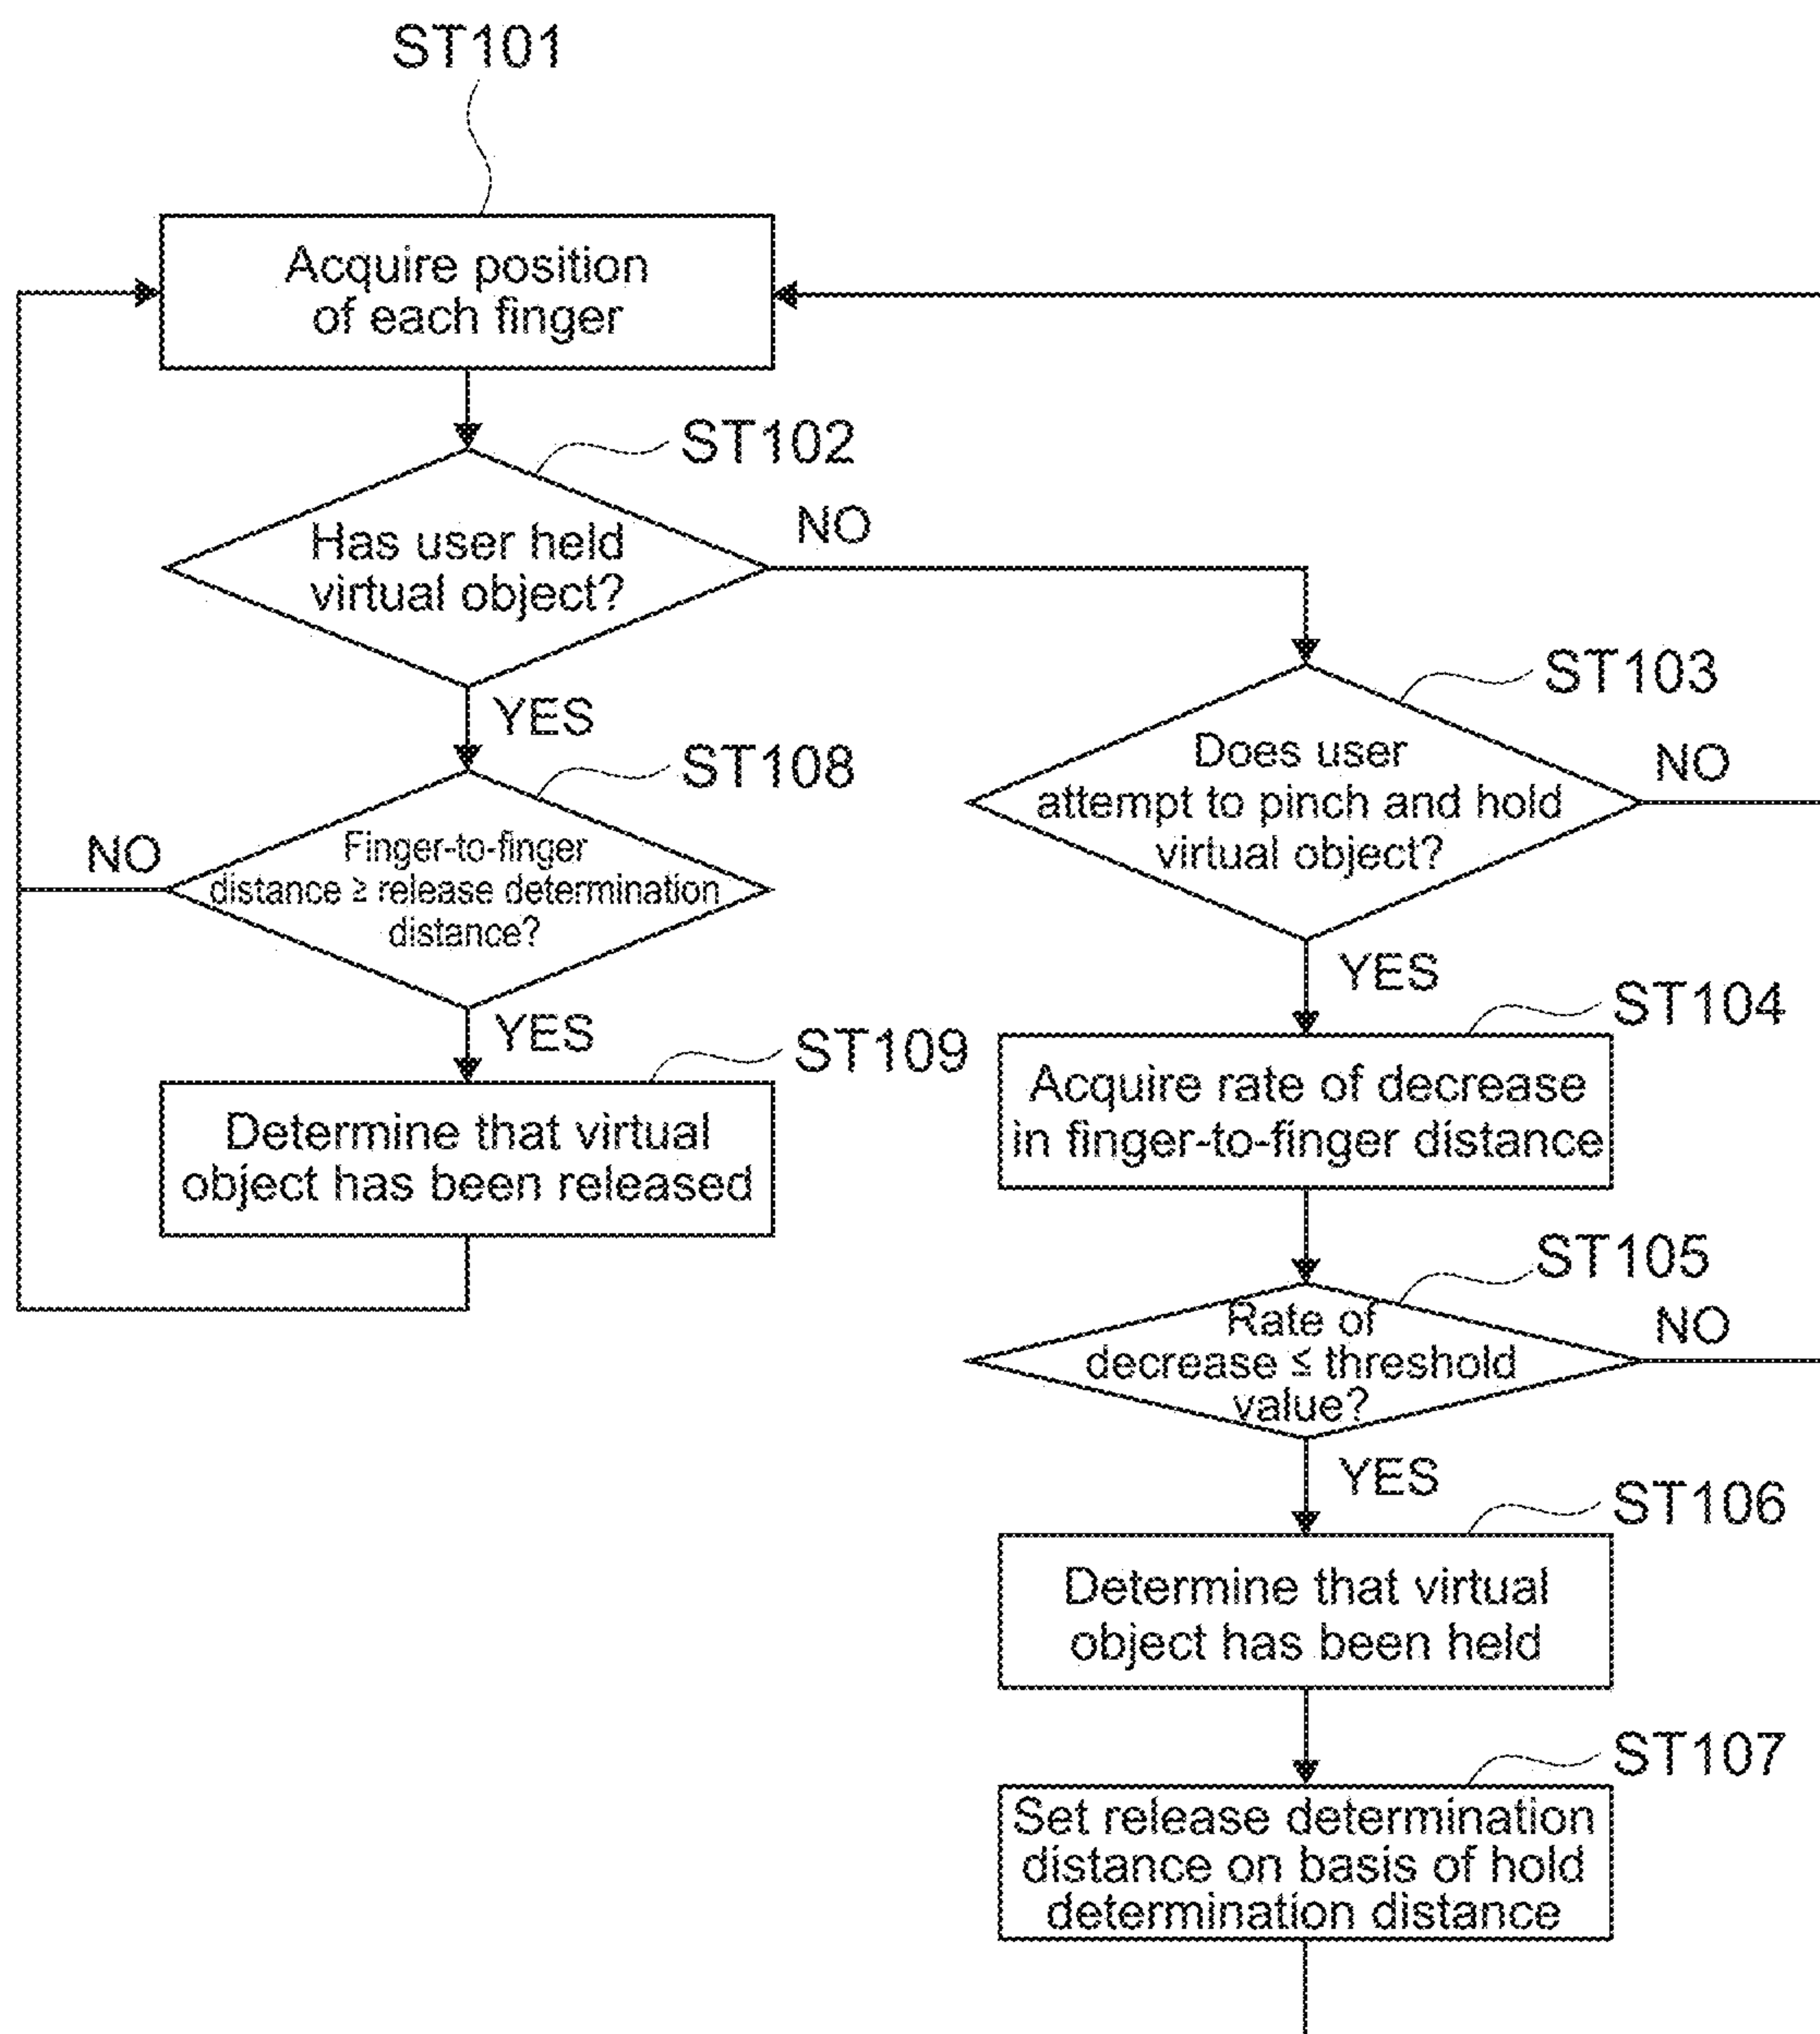 ST101
Acquire position
of each finger
ST102
Has user held
virtual object?
NO
YES
ST103
Does user
attempt to pinch and hold
virtual object?
NO
YES
ST108
Finger-to-finger
distance ≥ release determination
distance?
NO
YES
ST109
Determine that virtual
object has been released
ST104
Acquire rate of decrease
in finger-to-finger distance
ST105
Rate of
decrease ≤ threshold
value?
NO
YES
ST106
Determine that virtual
object has been held
ST107
Set release determination
distance on basis of hold
determination distance